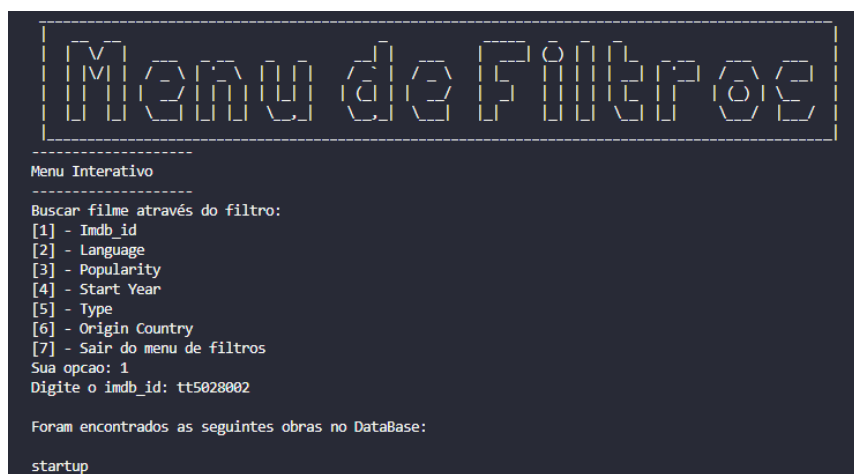 Menu de Filtros
Menu Interativo
Buscar filme através do filtro:
[1] - Imdb_id
[2] - Language
[3] - Popularity
[4] - Start Year
[5] - Type
[6] - Origin Country
[7] - Sair do menu de filtros
Sua opcao: 1
Digite o imdb_id: tt5028002
Foram encontrados as seguintes obras no DataBase:
startup